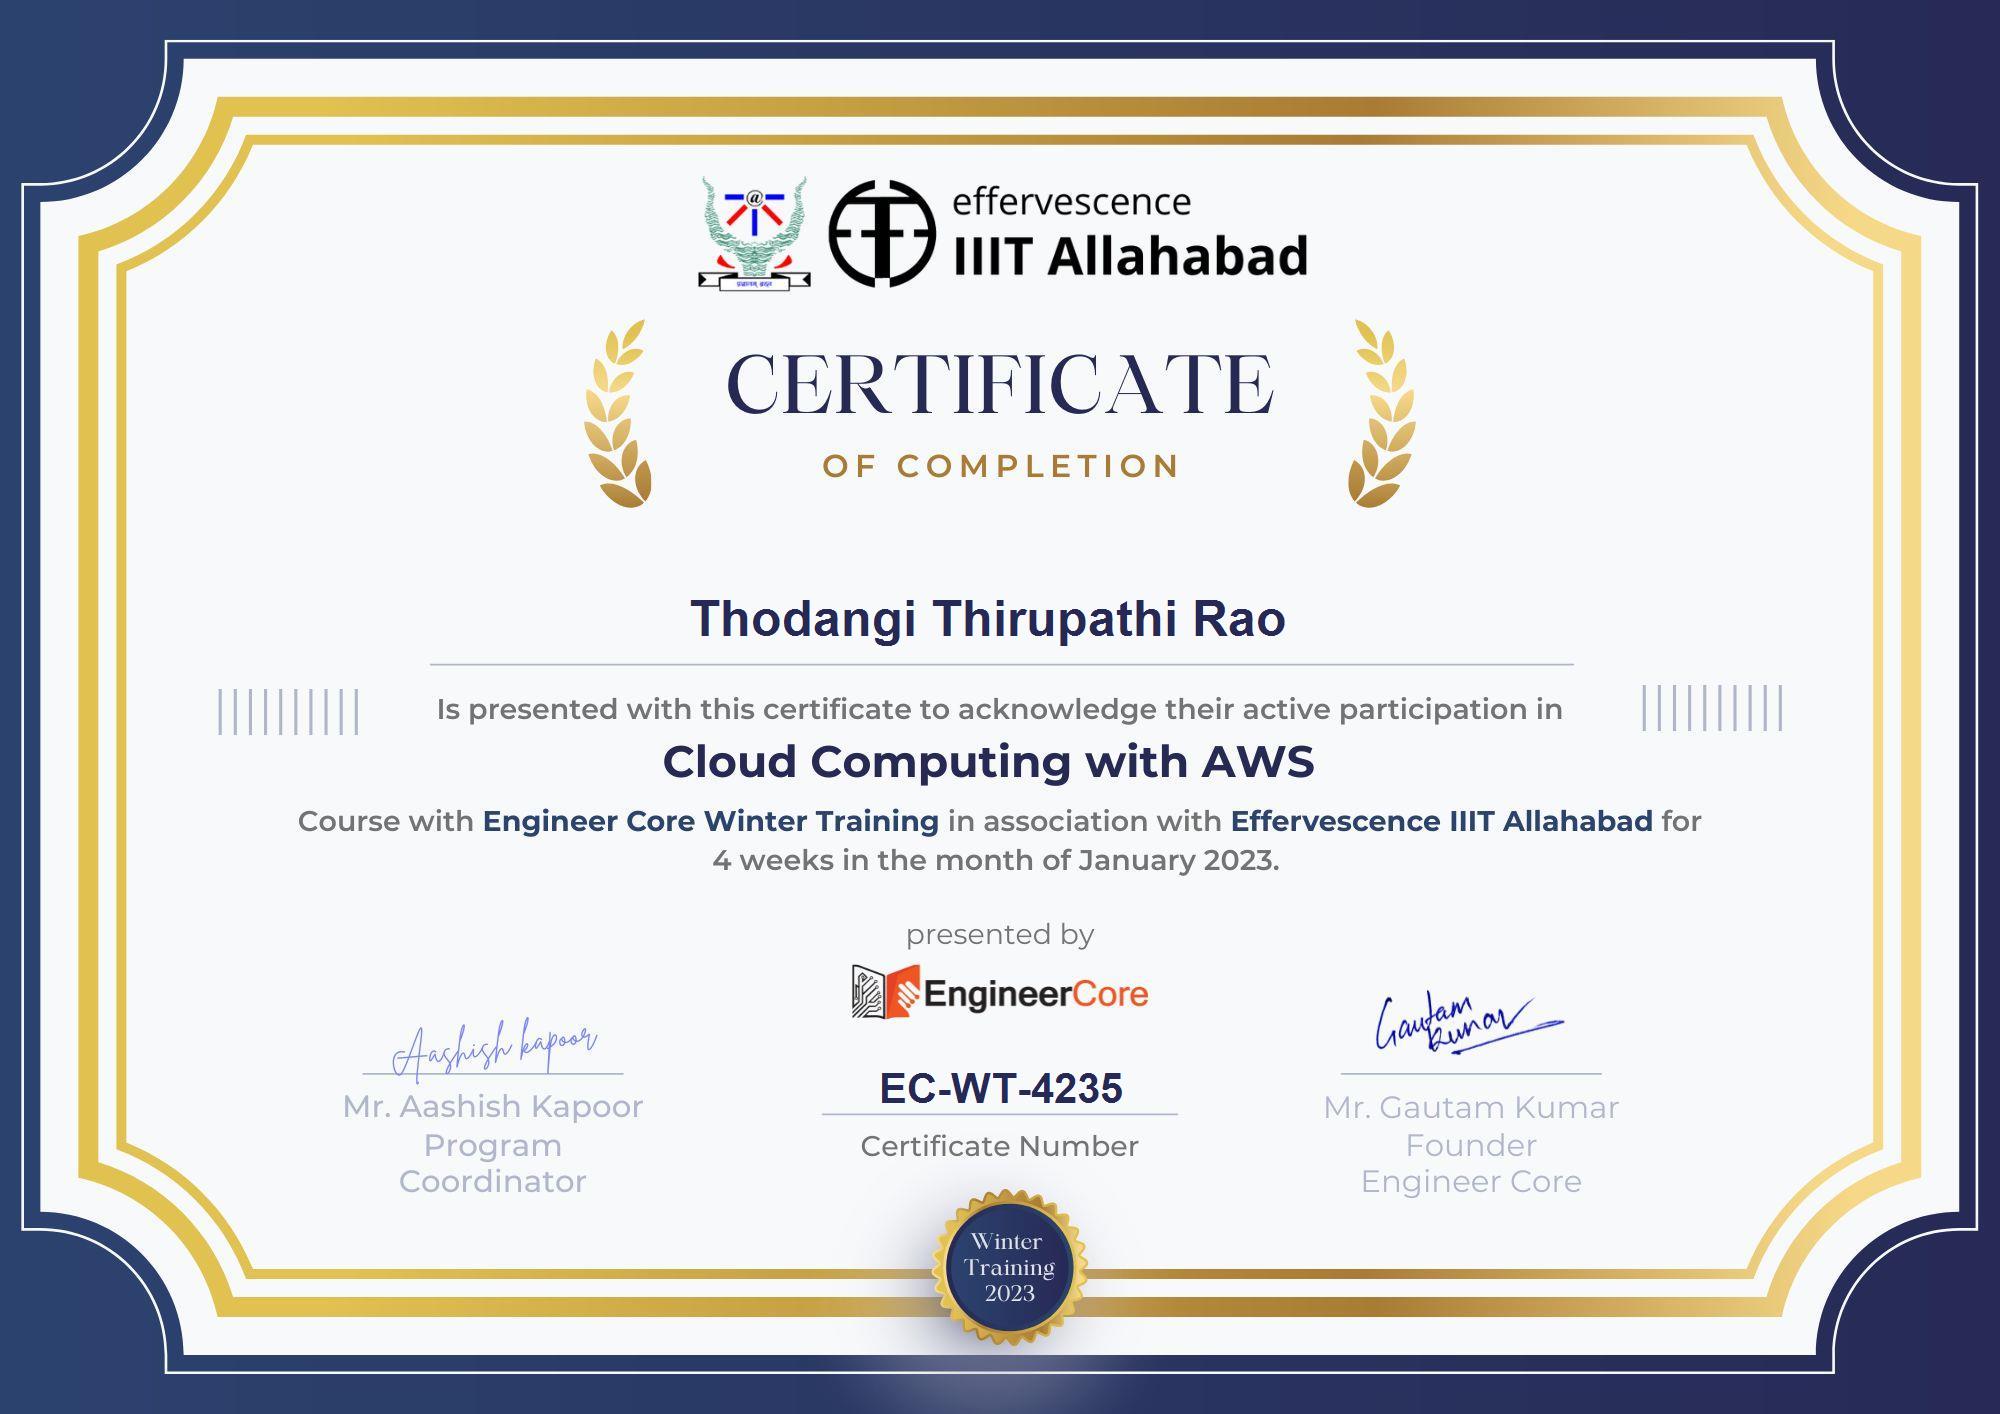 @
effervescence
IIIT Allahabad
CERTIFICATE
OF COMPLETION
Thodangi Thirupathi Rao
Is presented with this certificate to acknowledge their active participation in
Cloud Computing with AWS
Course with Engineer Core Winter Training in association with Effervescence IIIT Allahabad for
4 weeks in the month of January 2023.
presented by
EngineerCore
Aashish kapoor
Mr. Aashish Kapoor
Program
Coordinator
EC-WT-4235
Certificate Number
Gautam
Kumar
Mr. Gautam Kumar
Founder
Engineer Core
Winter
Training
2023